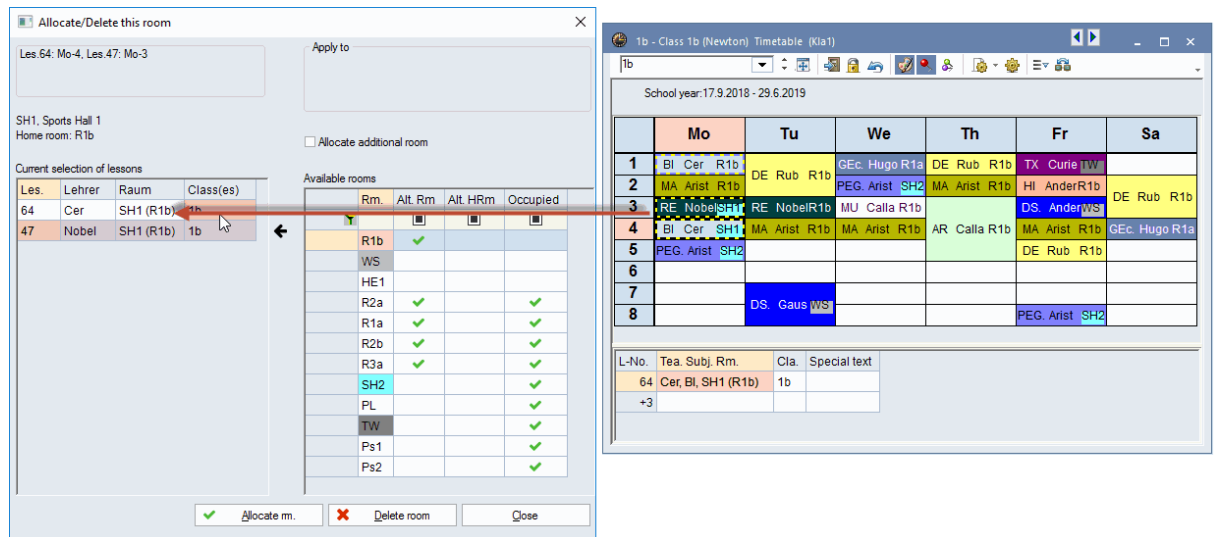 Allocate/Delete this room
Les.64: Mo-4, Les.47: Mo-3
Apply to
SH1, Sports Hall 1
Home room: R1b
Allocate additional room
Current selection of lessons
Les. Lehrer Raum Class(es)
64 Cer SH1 (R1b) 1b
47 Nobel SH1 (R1b) 1b
Available rooms
Rm. Alt. Rm Alt. HRm Occupied
R1b
WS
HE1
R2a
R1a
R2b
R3a
SH2
PL
TW
Ps1
Ps2
Allocate rm. Delete room Close
1b - Class 1b (Newton) Timetable (Kla1)
1b
School year:17.9.2018 - 29.6.2019
Mo Tu We Th Fr Sa
1 BI Cer R1b DE Rub R1b GEc. Hugo R1a DE Rub R1b TX Curie TW
2 MA Arist R1b PEG. Arist SH2 MA Arist R1b HI AnderR1b DE Rub R1b
3 RE Nobel SH1 RE NobelR1b MU Calla R1b AR Calla R1b DS. Ander WS
4 BI Cer SH1 MA Arist R1b MA Arist R1b MA Arist R1b GEc. Hugo R1a
5 PEG. Arist SH2 DE Rub R1b
6
7 DS. Gaus WS
8 PEG. Arist SH2
L-No. Tea. Subj. Rm. Cla. Special text
64 Cer, BI, SH1 (R1b) 1b
+3